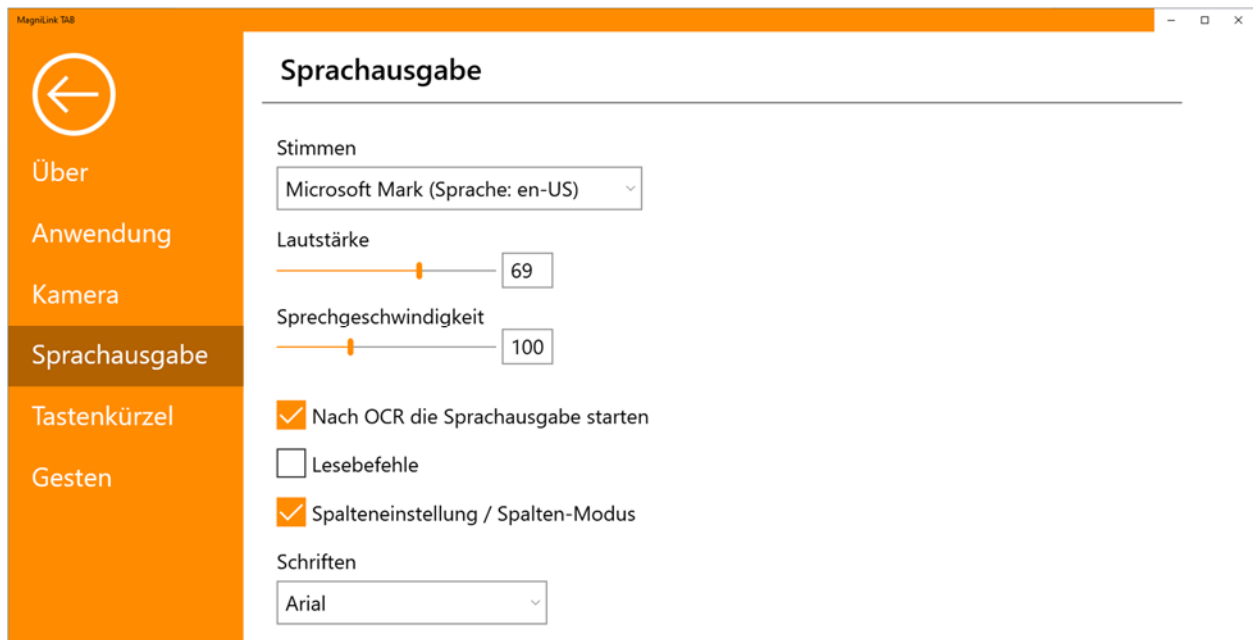 MagniLink TAB
Über
Anwendung
Kamera
Sprachausgabe
Tastenkürzel
Gesten
Sprachausgabe
Stimmen
Microsoft Mark (Sprache: en-US)
Lautstärke
69
Sprechgeschwindigkeit
100
Nach OCR die Sprachausgabe starten
Lesebefehle
Spalteneinstellung / Spalten-Modus
Schriften
Arial